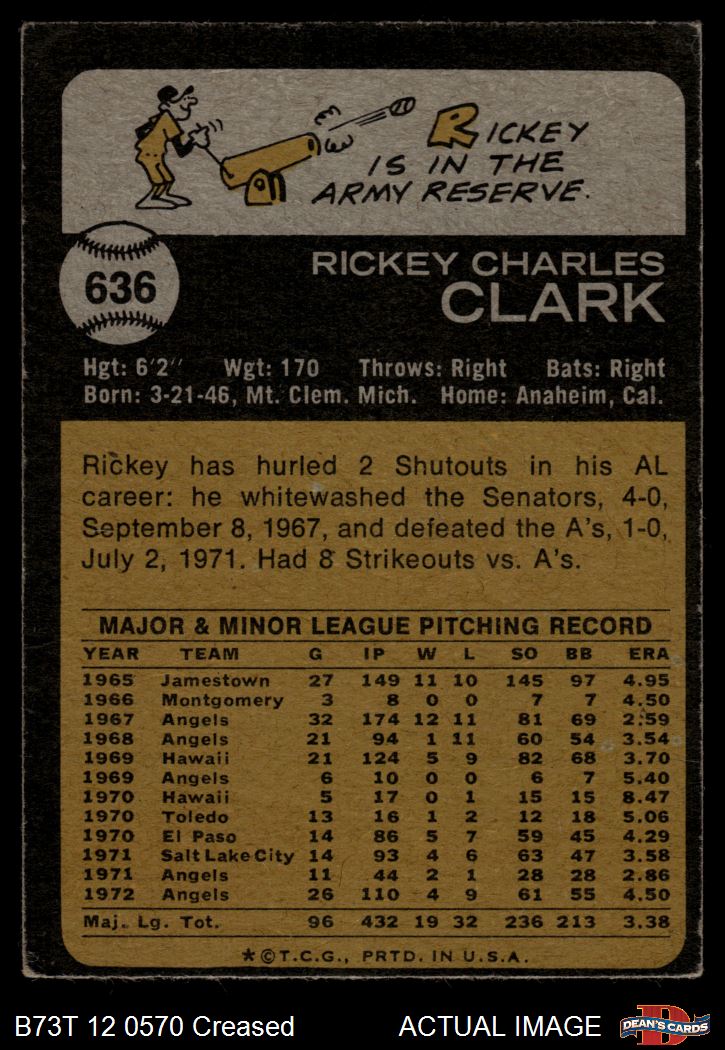 RICKEY
IS IN THE
ARMY RESERVE.
636
RICKEY CHARLES
CLARK
Hgt: 6'2" Wgt: 170 Throws: Right Bats: Right
Born: 3-21-46, Mt. Clem. Mich. Home: Anaheim, Cal.
Rickey has hurled 2 Shutouts in his AL
career: he whitewashed the Senators, 4-0,
September 8, 1967, and defeated the A's, 1-0,
July 2, 1971. Had 8 Strikeouts vs. A's.
MAJOR & MINOR LEAGUE PITCHING RECORD
YEAR TEAM G IP W L SO BB ERA
1965 Jamestown 27 149 11 10 145 97 4.95
1966 Montgomery 3 8 0 0 7 7 4.50
1967 Angels 32 174 12 11 81 69 2.59
1968 Angels 21 94 1 11 60 54 3.54
1969 Hawaii 21 124 5 9 82 68 3.70
1969 Angels 6 10 0 0 6 7 5.40
1970 Hawaii 5 17 0 1 15 15 8.47
1970 Toledo 13 16 1 2 12 18 5.06
1970 El Paso 14 86 5 7 59 45 4.29
1971 Salt Lake City 14 93 4 6 63 47 3.58
1971 Angels 11 44 2 1 28 28 2.86
1972 Angels 26 110 4 9 61 55 4.50
Maj. Lg. Tot. 96 432 19 32 236 213 3.38
*©T.C.G., PRTD. IN U.S.A.
B73T 12 0570 Creased ACTUAL IMAGE
D
DEAN'S CARDS